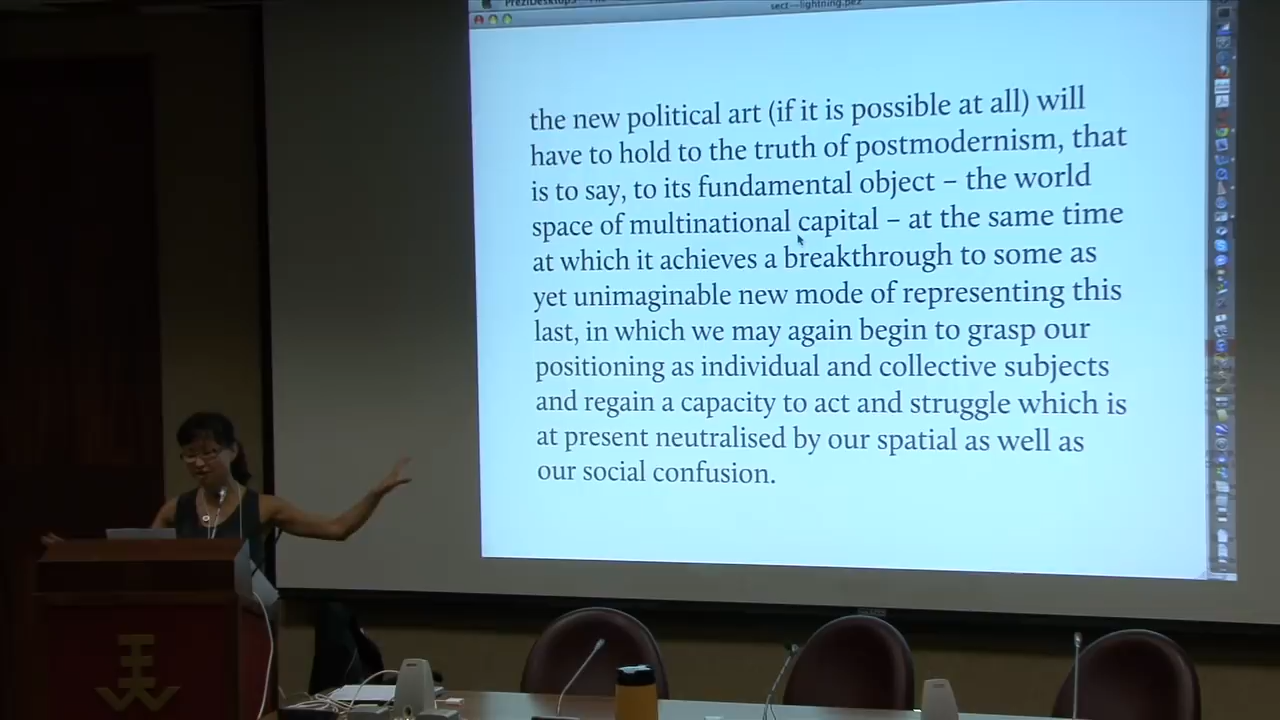 PreziDesktop3
sect—lightning.pez
the new political art (if it is possible at all) will
have to hold to the truth of postmodernism, that
is to say, to its fundamental object – the world
space of multinational capital – at the same time
at which it achieves a breakthrough to some as
yet unimaginable new mode of representing this
last, in which we may again begin to grasp our
positioning as individual and collective subjects
and regain a capacity to act and struggle which is
at present neutralised by our spatial as well as
our social confusion.